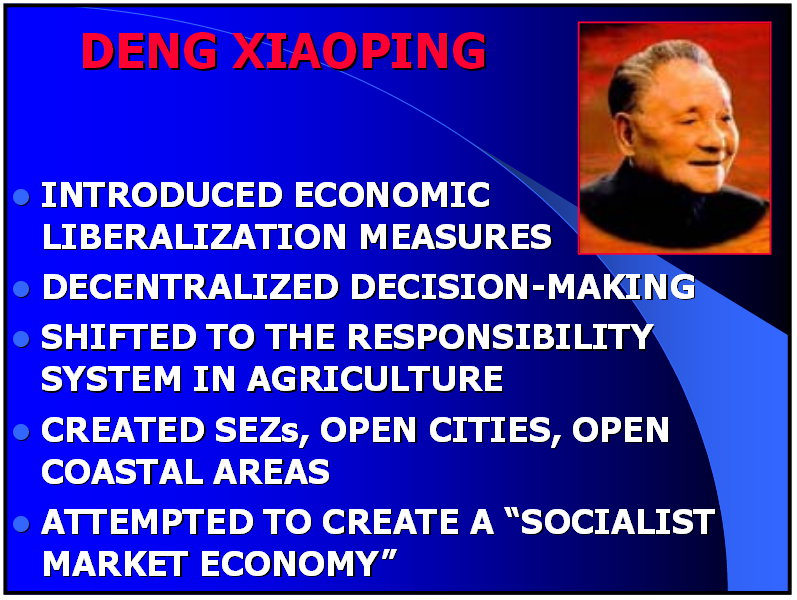 DENG XIAOPING
INTRODUCED ECONOMIC
LIBERALIZATION MEASURES
DECENTRALIZED DECISION-MAKING
SHIFTED TO THE RESPONSIBILITY
SYSTEM IN AGRICULTURE
CREATED SEZs, OPEN CITIES, OPEN
COASTAL AREAS
ATTEMPTED TO CREATE A “SOCIALIST
MARKET ECONOMY”